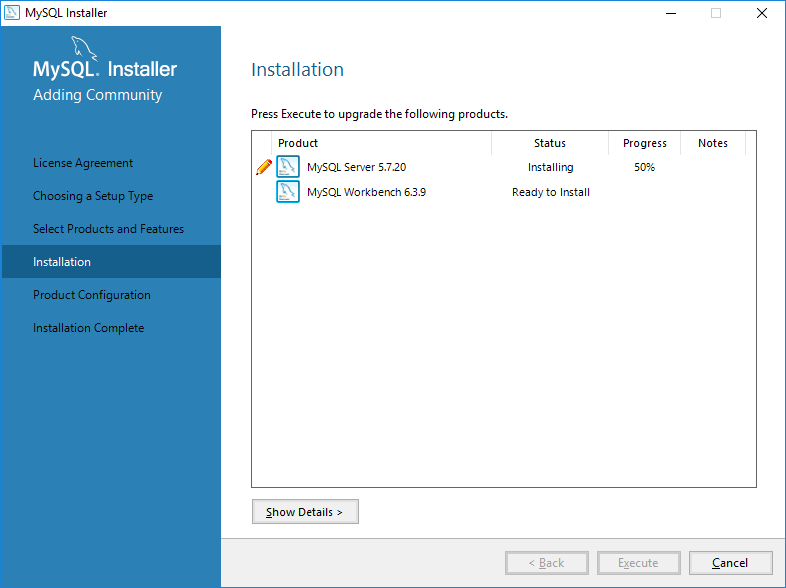 MySQL Installer
MySQL. Installer
Adding Community
License Agreement
Choosing a Setup Type
Select Products and Features
Installation
Product Configuration
Installation Complete
Installation
Press Execute to upgrade the following products.
Product Status Progress Notes
MySQL Server 5.7.20 Installing 50%
MySQL Workbench 6.3.9 Ready to Install
Show Details >
< Back Execute Cancel